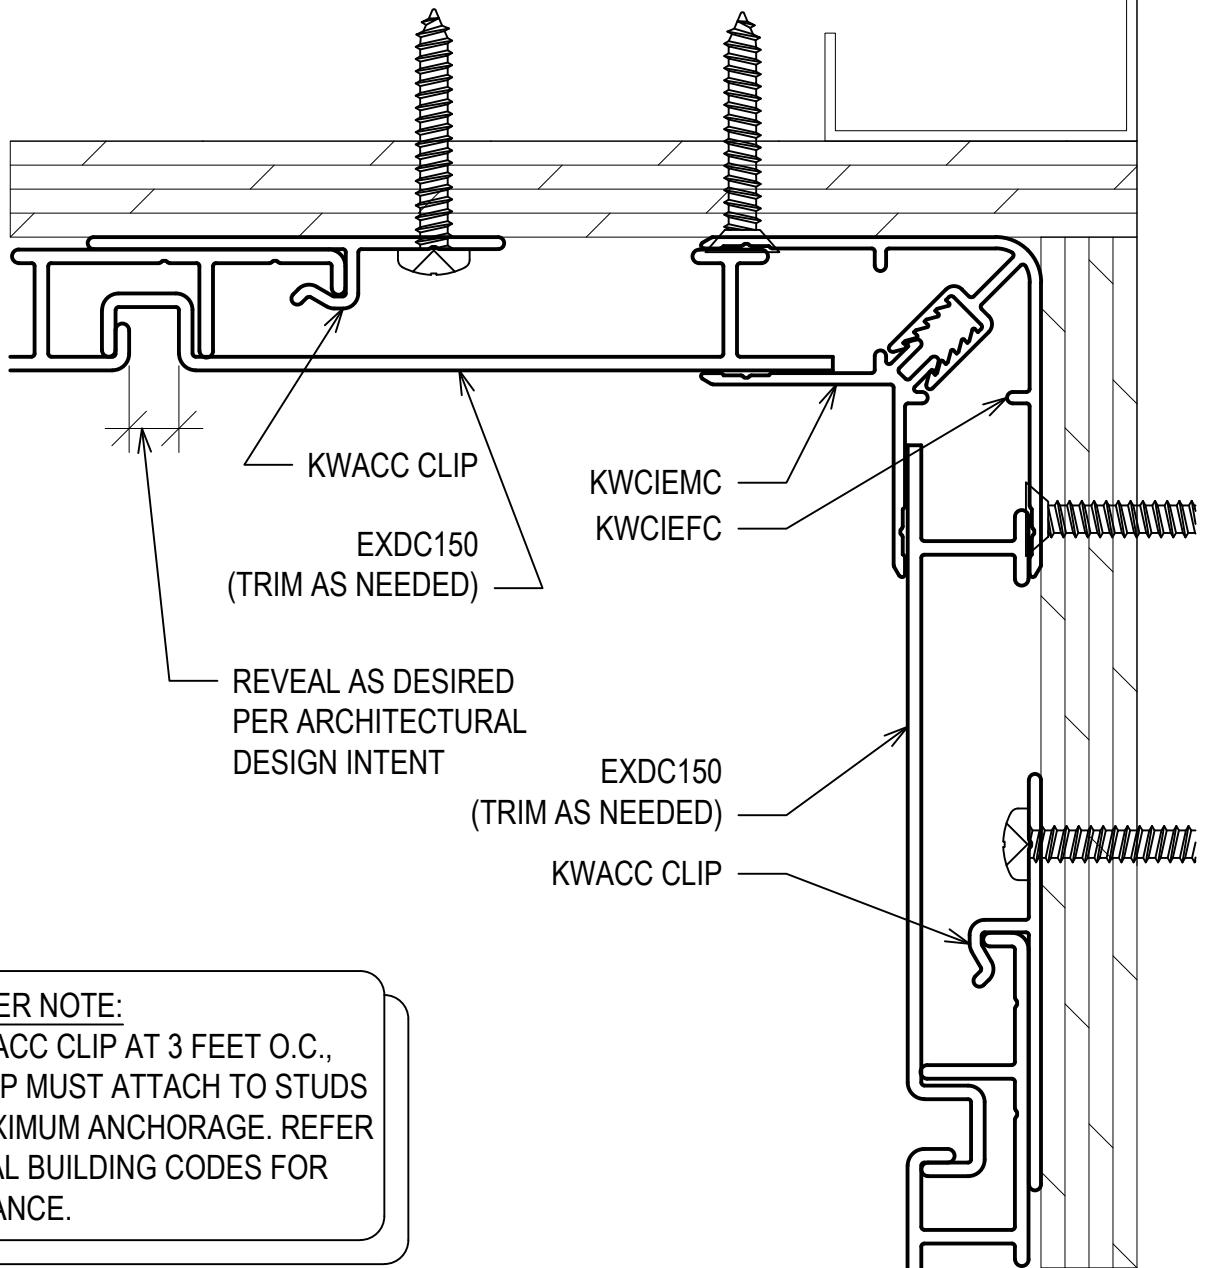 KWACC CLIP
EXDC150
(TRIM AS NEEDED)
REVEAL AS DESIRED
PER ARCHITECTURAL
DESIGN INTENT
KWCIEMC
KWCIEFC
EXDC150
(TRIM AS NEEDED)
KWACC CLIP
ER NOTE:
ACC CLIP AT 3 FEET O.C.,
P MUST ATTACH TO STUDS
XIMUM ANCHORAGE. REFER
AL BUILDING CODES FOR
ANCE.